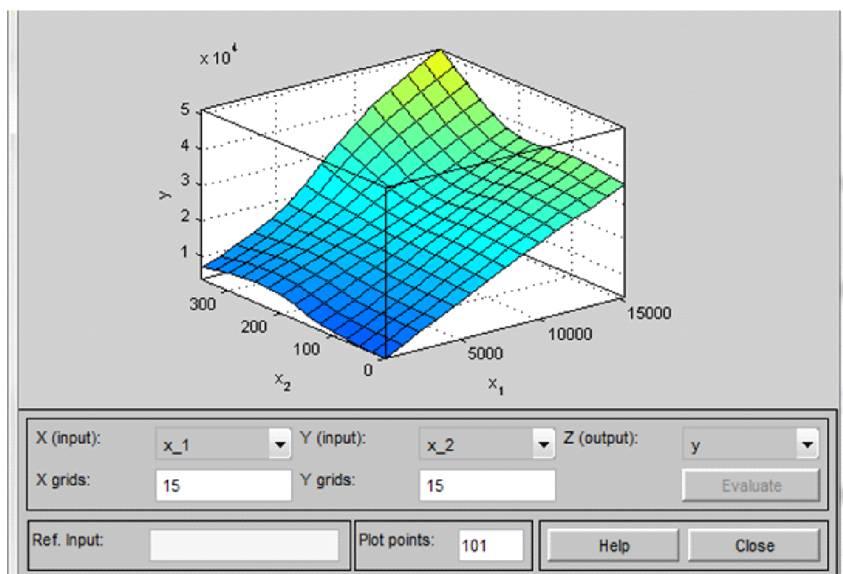 x 10⁴
5
4
3
2
1
y
300
200
100
0
x₂
5000
10000
15000
x₁
X (input): x_1 Y (input): x_2 Z (output): y
X grids: 15 Y grids: 15 Evaluate
Ref. Input: Plot points: 101 Help Close